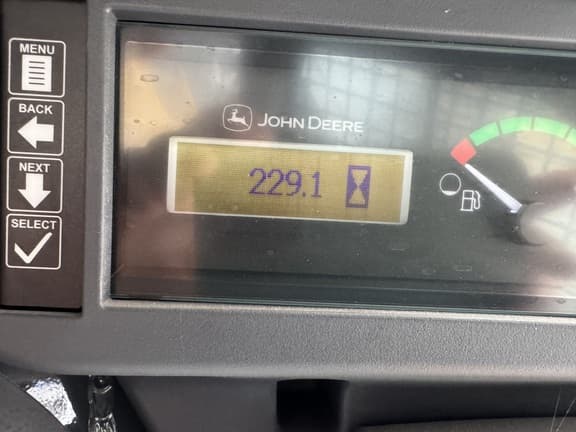 MENU
BACK
NEXT
SELECT
JOHN DEERE
229.1